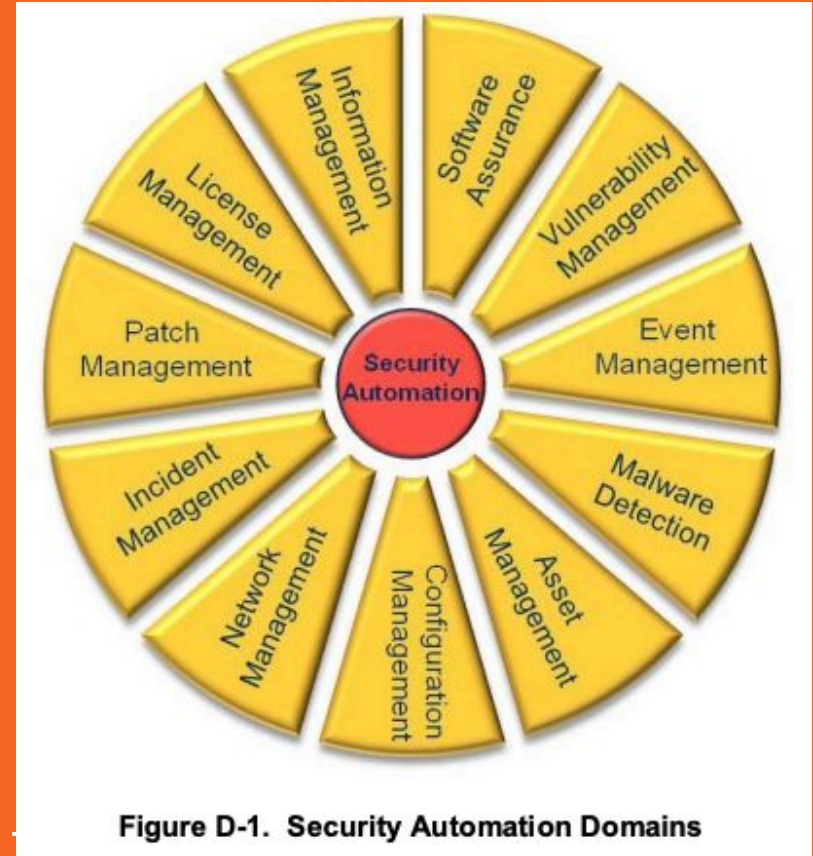 Information
Management
Software
Assurance
Vulnerability
Management
Event
Management
Malware
Detection
Asset
Management
Configuration
Management
Network
Management
Incident
Management
Patch
Management
License
Management
Security
Automation
Figure D-1. Security Automation Domains